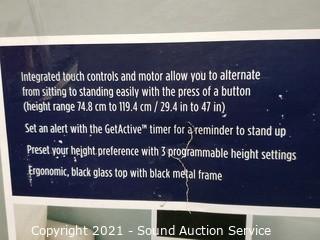 Integrated touch controls and motor allow you to alternate
from sitting to standing easily with the press of a button
(height range 74.8 cm to 119.4 cm / 29.4 in to 47 in)
Set an alert with the GetActive™ timer for a reminder to stand up
Preset your height preference with 3 programmable height settings
Ergonomic, black glass top with black metal frame
Copyright 2021 - Sound Auction Service